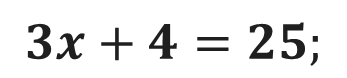 3x + 4 = 25;